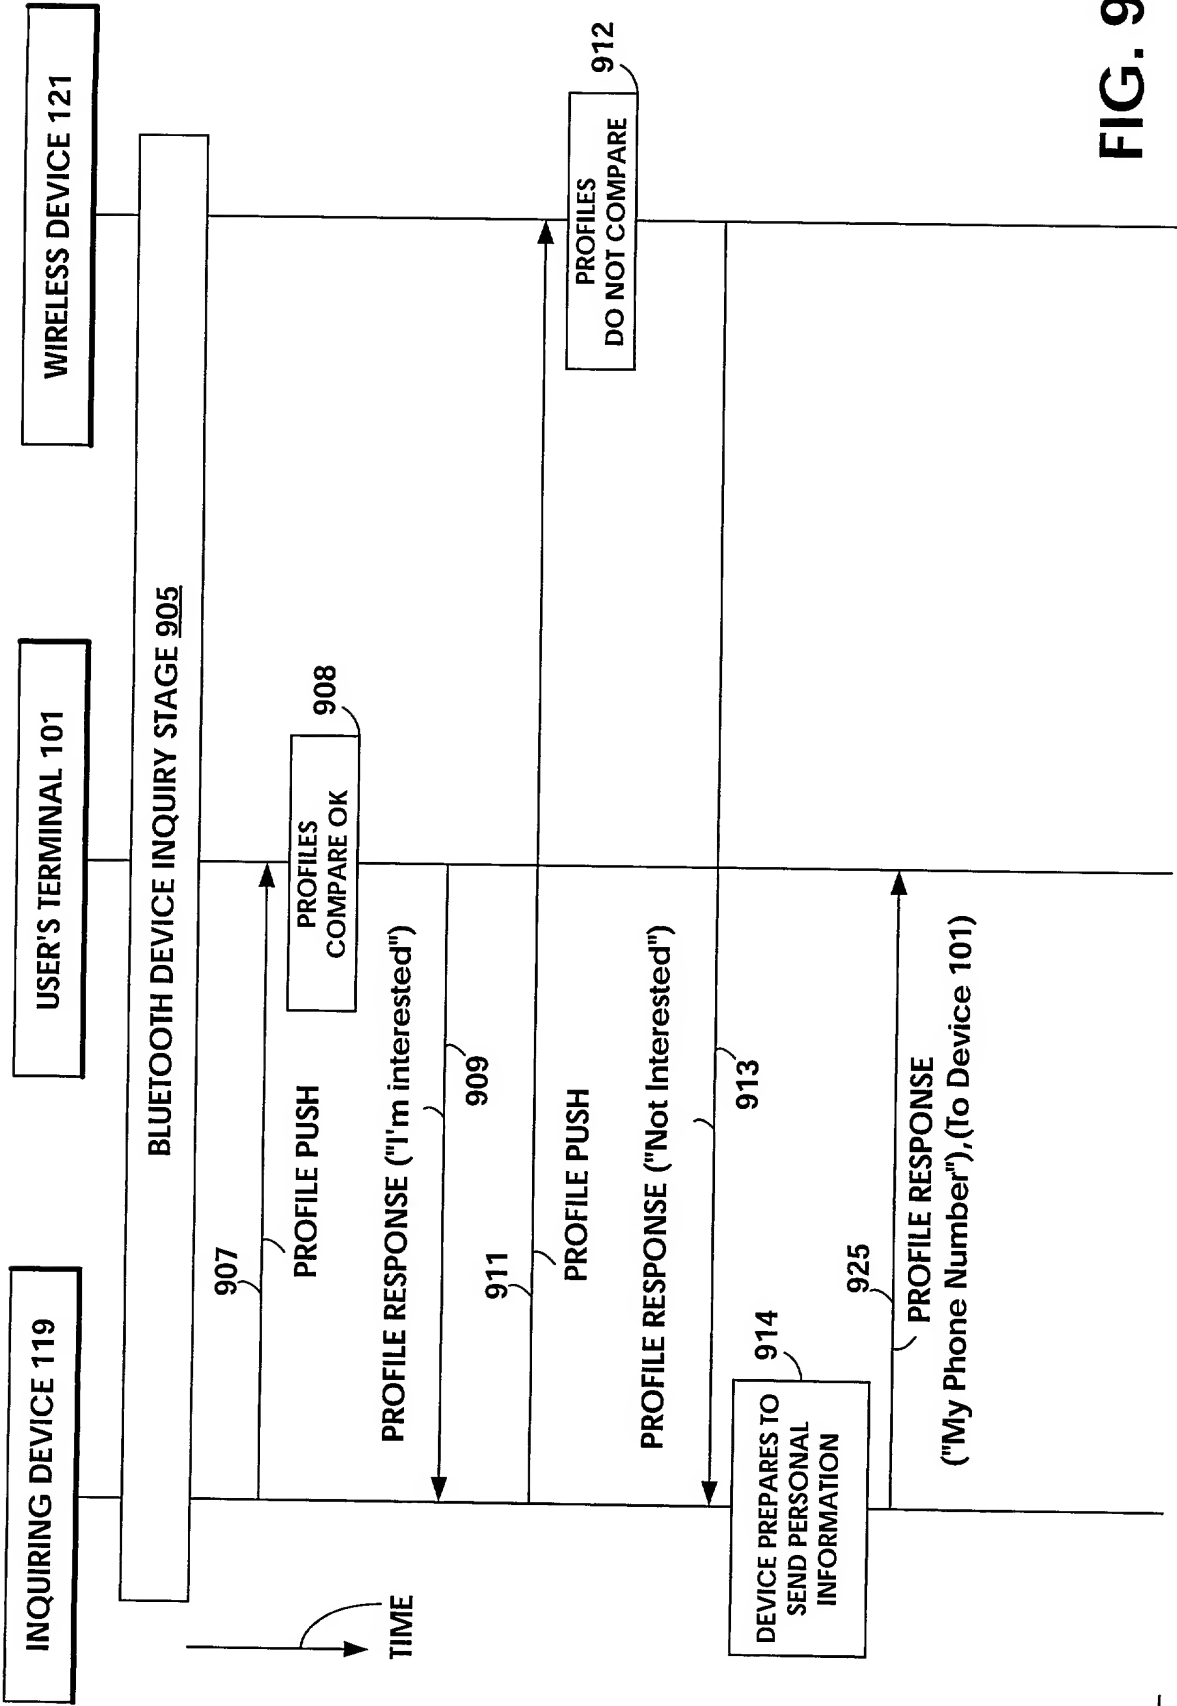 INQUIRING DEVICE 119
USER'S TERMINAL 101
WIRELESS DEVICE 121
BLUETOOTH DEVICE INQUIRY STAGE 905
TIME
907
PROFILE PUSH
PROFILES
COMPARE OK
908
PROFILE RESPONSE ("I'm interested")
909
911
PROFILE PUSH
PROFILES
DO NOT COMPARE
912
PROFILE RESPONSE ("Not Interested")
913
DEVICE PREPARES TO
SEND PERSONAL
INFORMATION
914
925
PROFILE RESPONSE
("My Phone Number"),(To Device 101)
FIG. 9